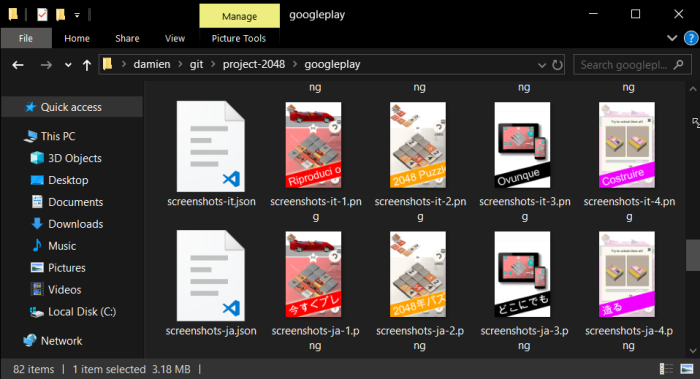 Manage
googleplay
File
Home
Share
View
Picture Tools
damien
git
project-2048
googleplay
Search googlepl...
Quick access
This PC
3D Objects
Desktop
Documents
Downloads
Music
Pictures
Videos
Local Disk (C:)
Network
ng
ng
ng
ng
Riproduci o
2048 Puzzle
Ovunque
Costruire
screenshots-it.json
screenshots-it-1.png
screenshots-it-2.png
screenshots-it-3.png
screenshots-it-4.png
今すぐプレ
2048年パズ
どこにでも
造る
screenshots-ja.json
screenshots-ja-1.png
screenshots-ja-2.png
screenshots-ja-3.png
screenshots-ja-4.png
82 items
1 item selected
3.18 MB